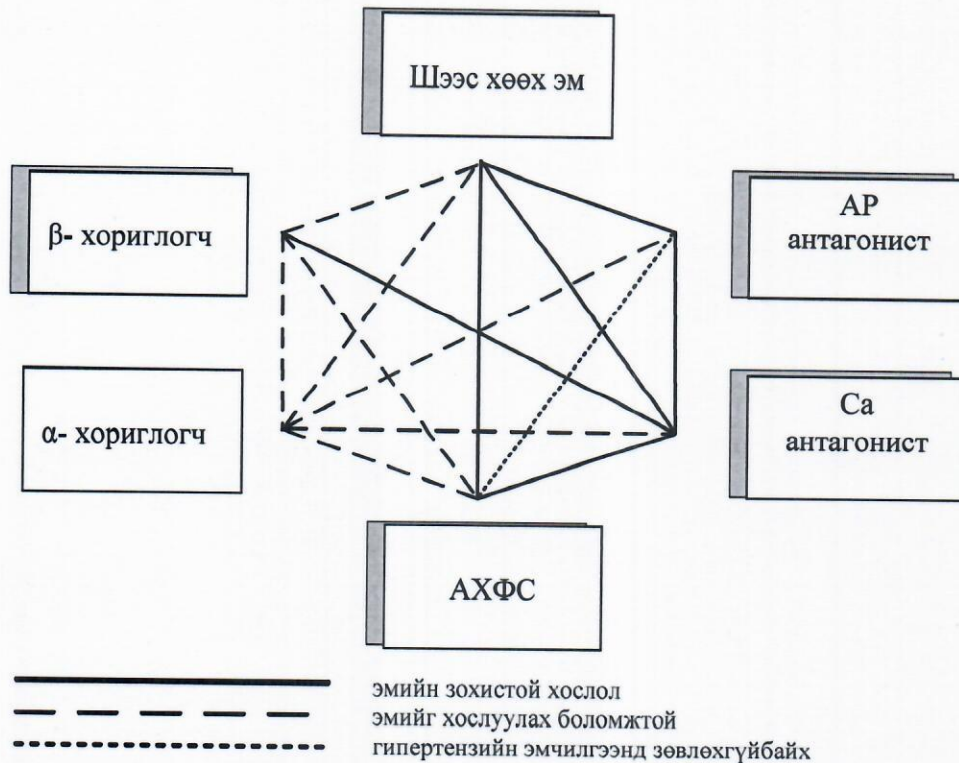 Шээс хөөх эм
β- хориглогч
АР
антагонист
α- хориглогч
Са
антагонист
АХФС
эмийн зохистой хослол
эмийг хослуулах боломжтой
гипертензийн эмчилгээнд зөвлөхгүйбайх